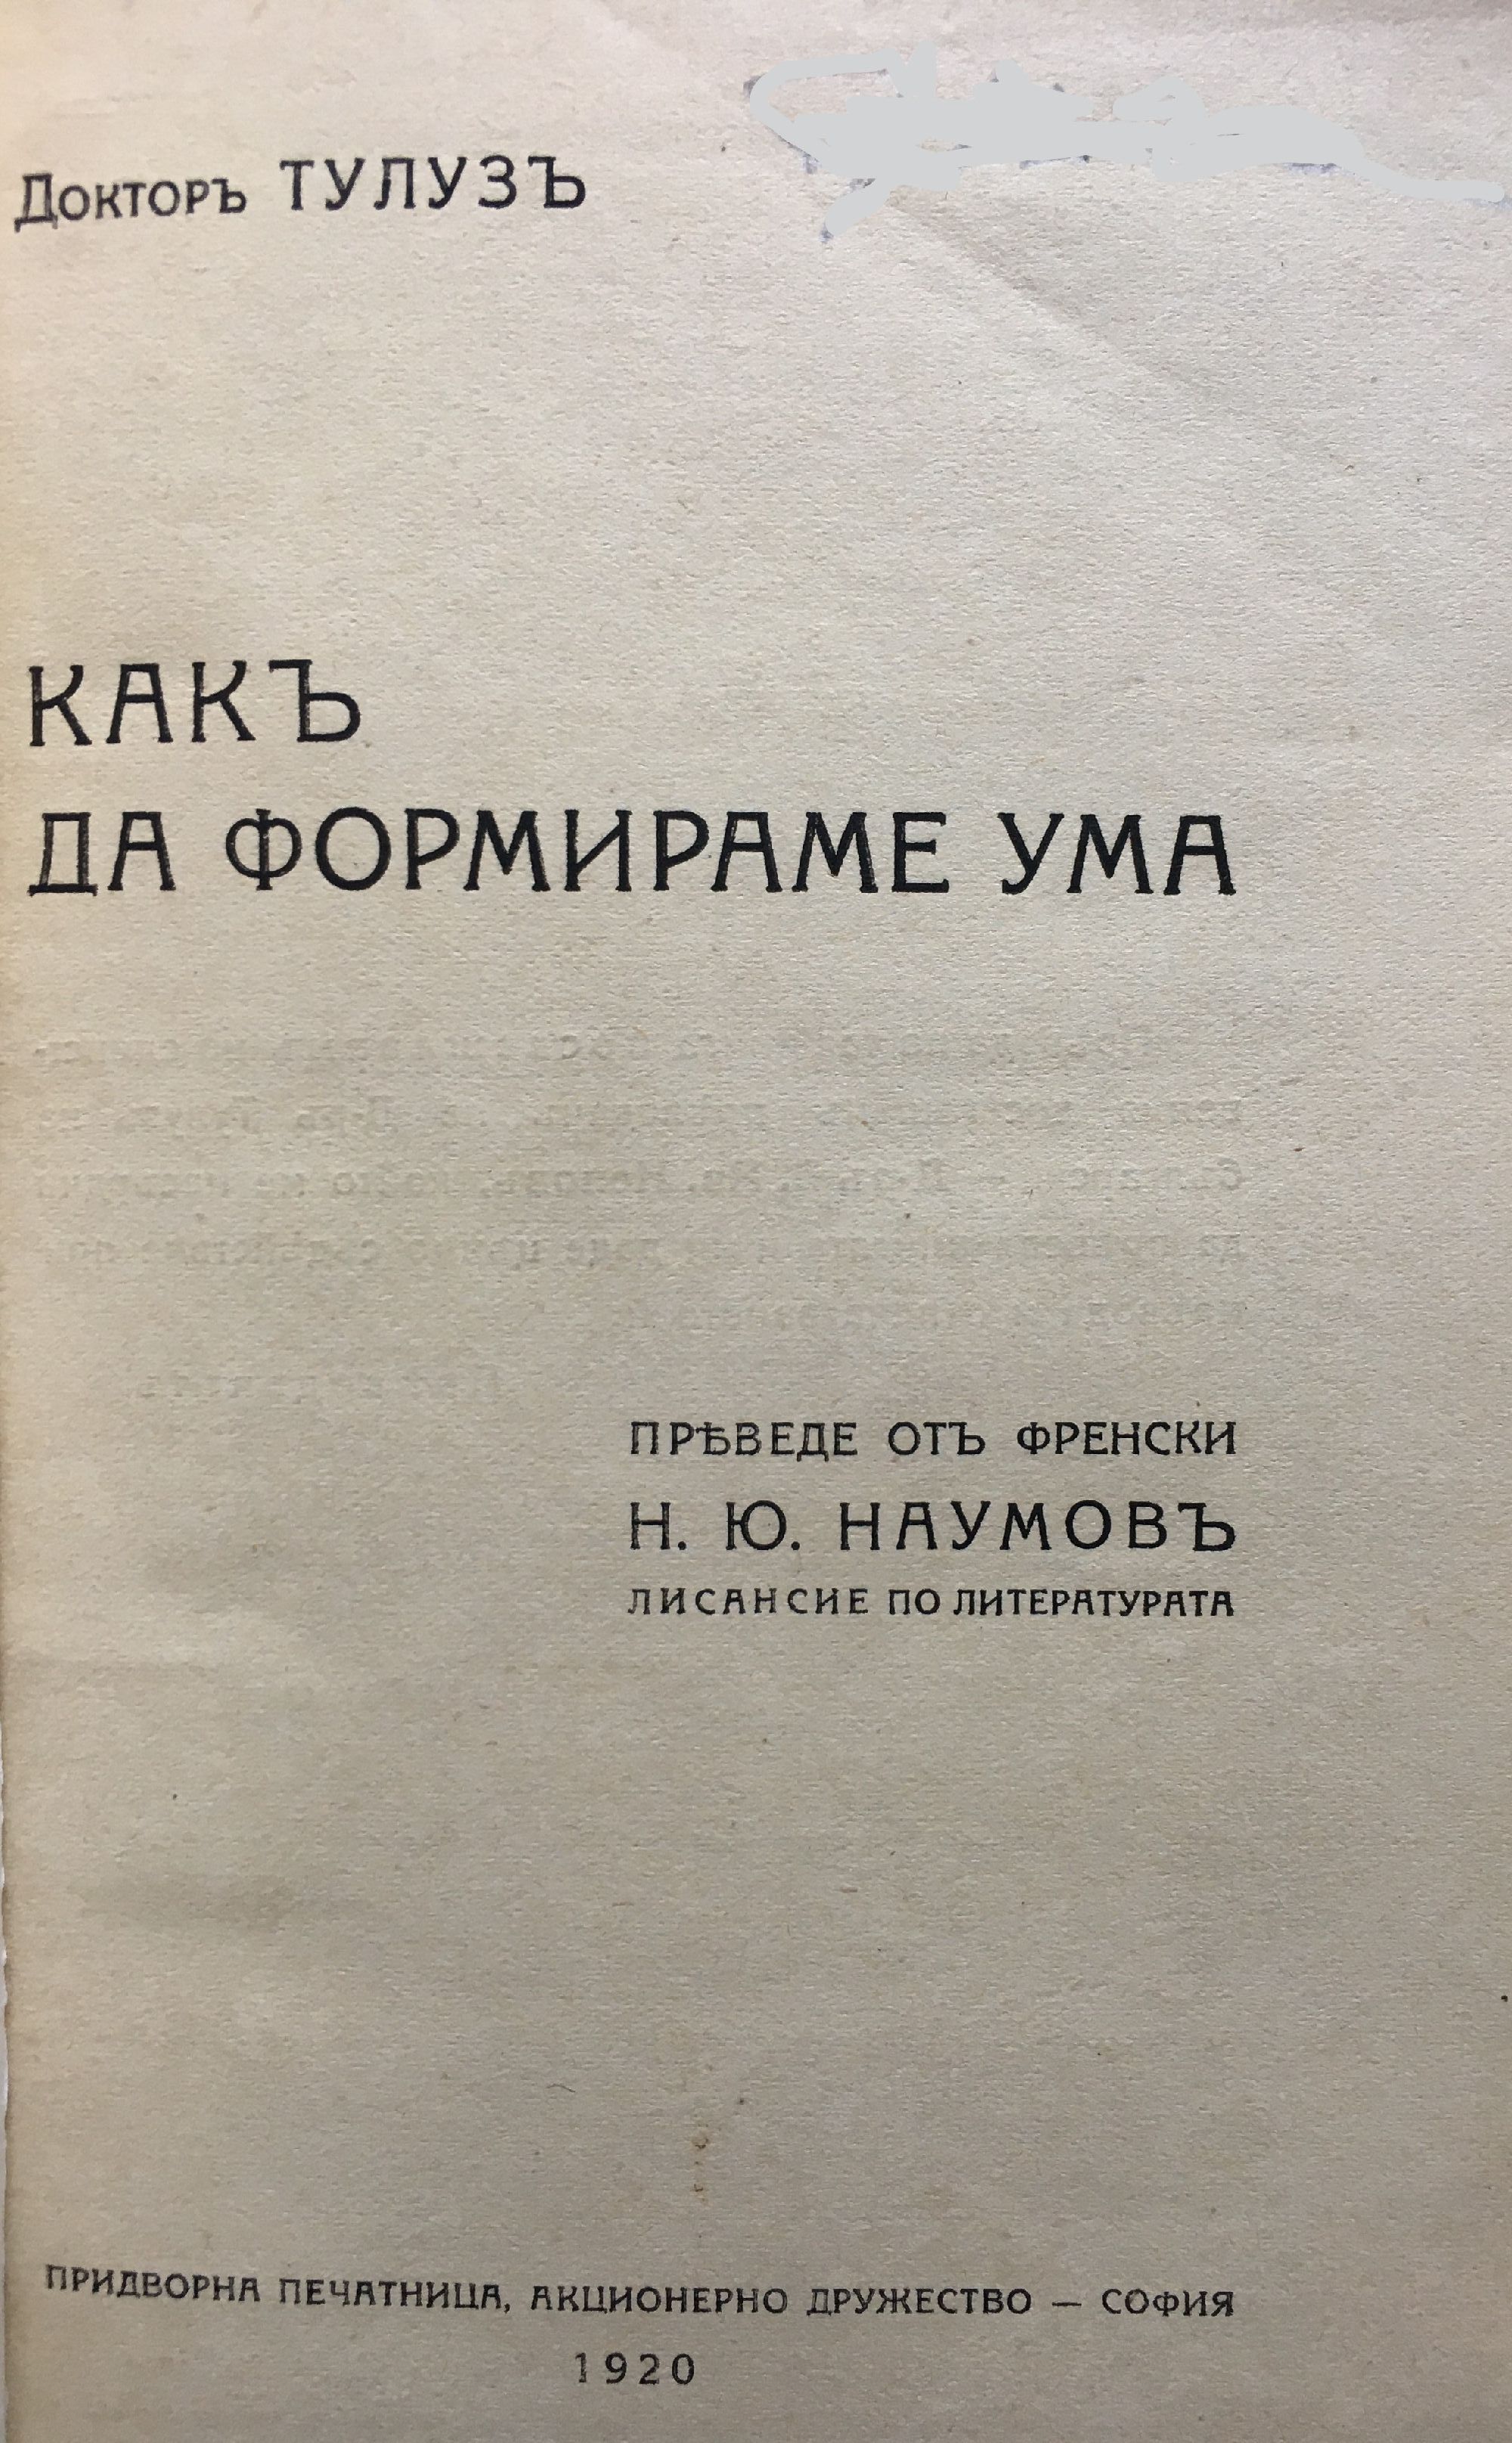 Докторъ ТУЛУЗЪ
КАКЪ
ДА ФОРМИРАМЕ УМА
ПРѢВЕДЕ ОТЪ ФРЕНСКИ
Н. Ю. НАУМОВЪ
ЛИСАНСИЕ ПО ЛИТЕРАТУРАТА
ПРИДВОРНА ПЕЧАТНИЦА, АКЦИОНЕРНО ДРУЖЕСТВО — СОФИЯ
1920